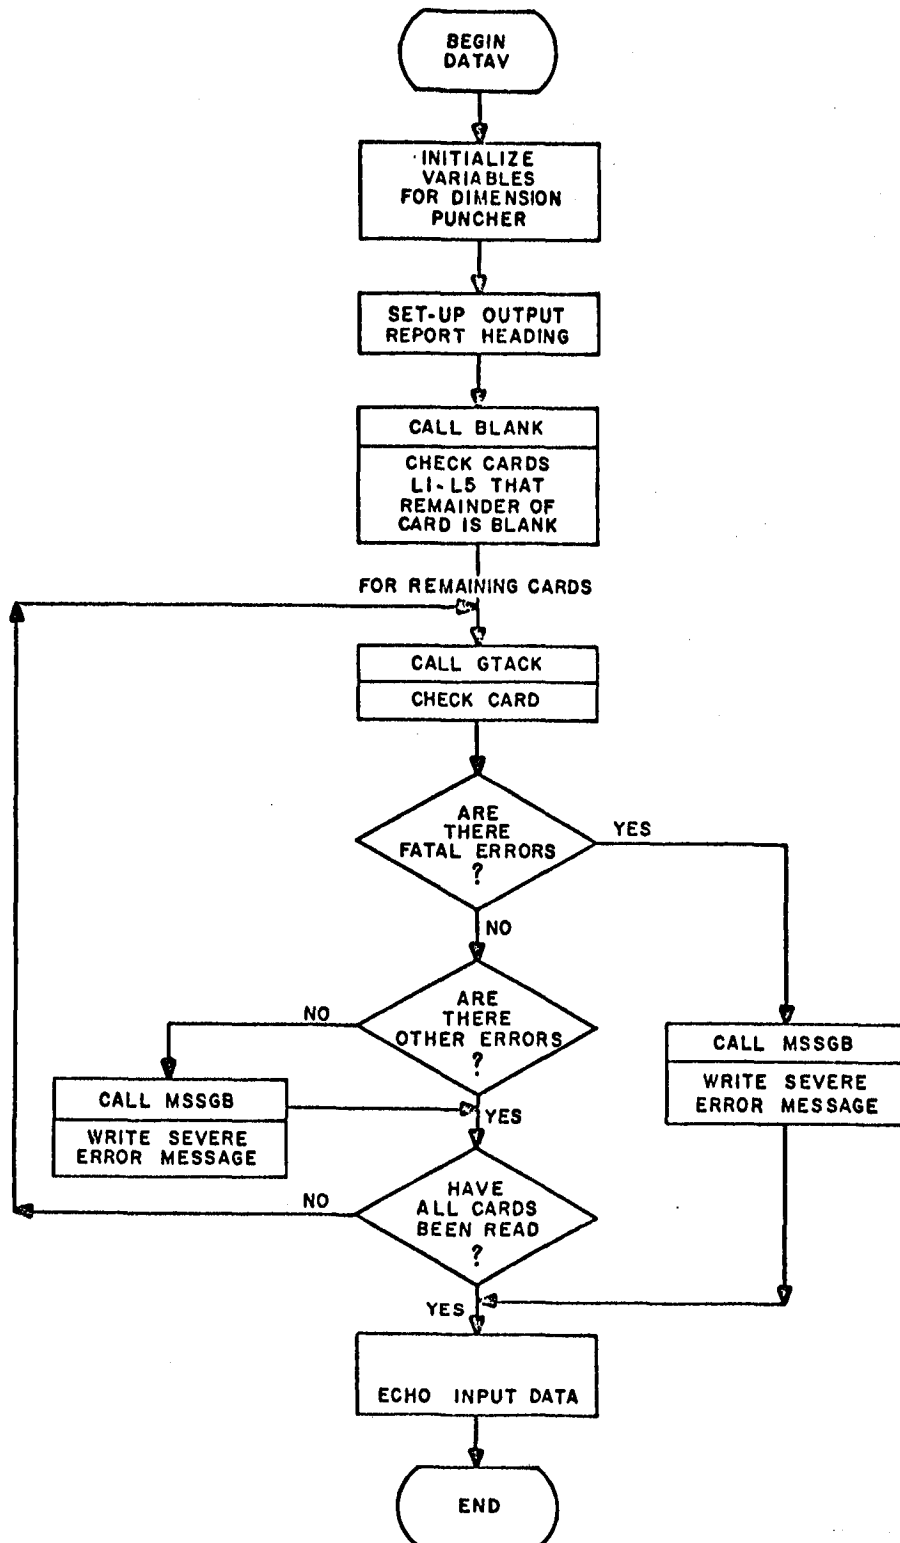 BEGIN
DATAV
INITIALIZE
VARIABLES
FOR DIMENSION
PUNCHER
SET-UP OUTPUT
REPORT HEADING
CALL BLANK
CHECK CARDS
L1-L5 THAT
REMAINDER OF
CARD IS BLANK
FOR REMAINING CARDS
CALL GTACK
CHECK CARD
ARE
THERE
FATAL ERRORS
?
YES
NO
ARE
THERE
OTHER ERRORS
?
NO
CALL MSSGB
WRITE SEVERE
ERROR MESSAGE
CALL MSSGB
WRITE SEVERE
ERROR MESSAGE
YES
HAVE
ALL CARDS
BEEN READ
?
NO
YES
ECHO INPUT DATA
END